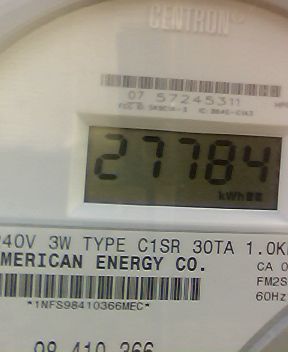 CENTRON
07 57245311
27784
kWh
240V 3W TYPE C1SR 30TA 1.0K
MERICAN ENERGY CO.
CA 0
FM2S
60Hz
*1NFS98410366MEC*
98 410 366